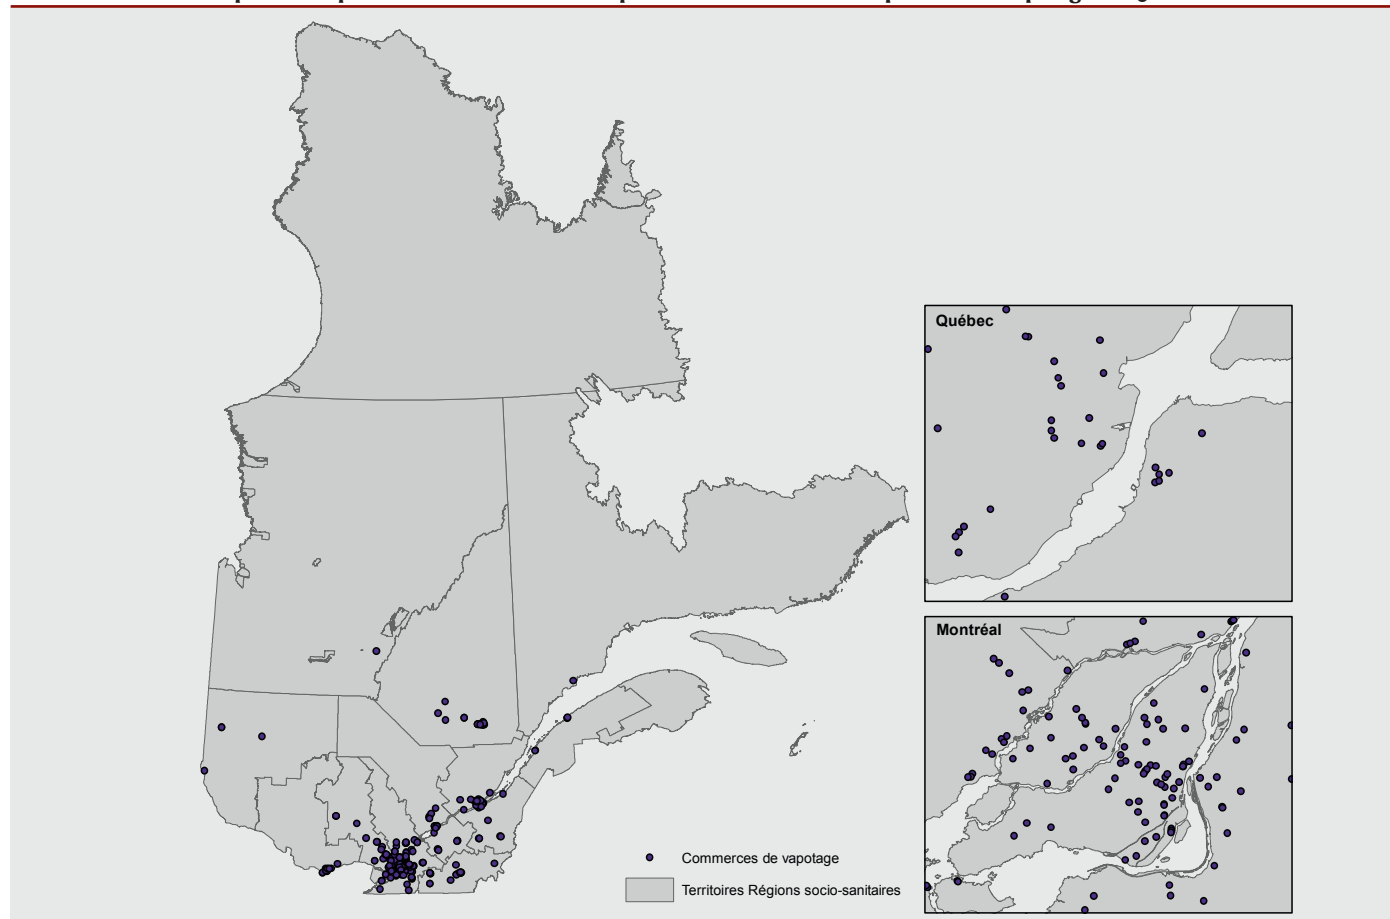 Québec
Montréal
Commerces de vapotage
Territoires Régions socio-sanitaires